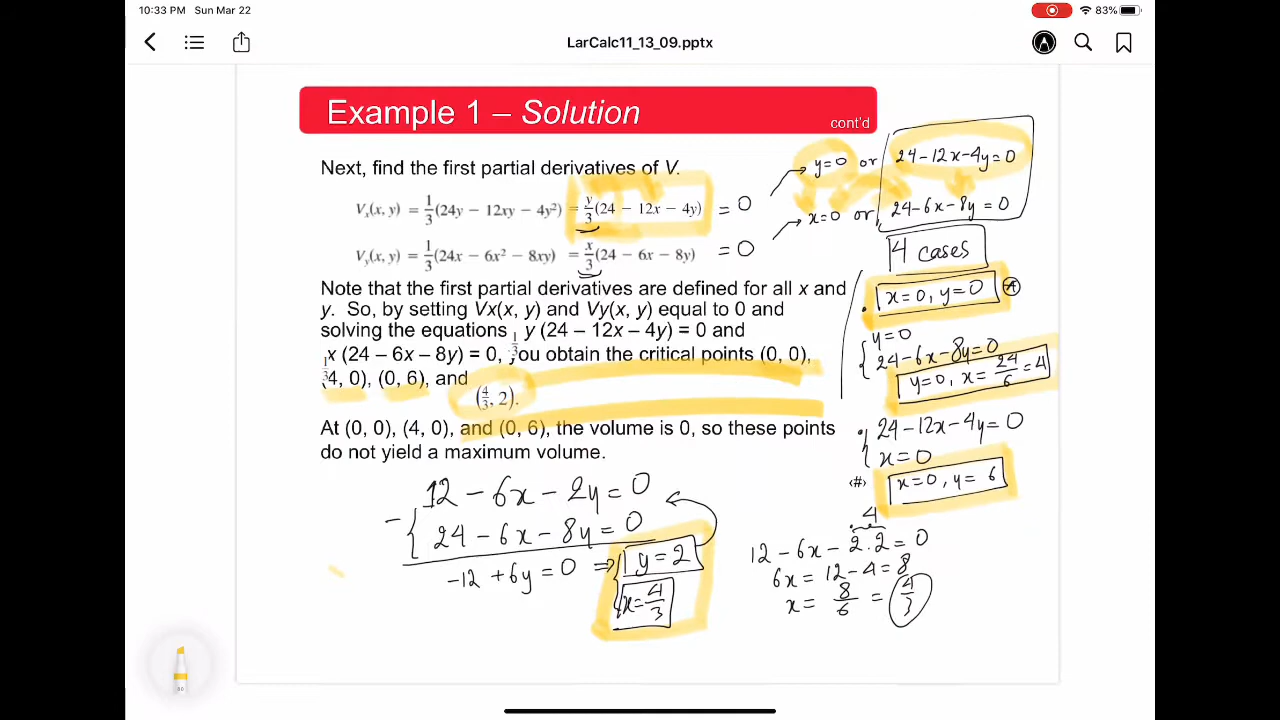 10:33 PM Sun Mar 22
83%
LarCalc11_13_09.pptx
Example 1 – Solution
cont'd
Next, find the first partial derivatives of V.
Vx(x, y) = 1/3(24y − 12xy − 4y²) = y/3(24 − 12x − 4y) = 0
Vy(x, y) = 1/3(24x − 6x² − 8xy) = x/3(24 − 6x − 8y) = 0
y=0 or 24−12x−4y=0
x=0 or, 24−6x−8y=0
4 cases
Note that the first partial derivatives are defined for all x and
y. So, by setting Vx(x, y) and Vy(x, y) equal to 0 and
solving the equations 1/3 y (24 – 12x – 4y) = 0 and
1/3 x (24 – 6x – 8y) = 0, you obtain the critical points (0, 0),
(4, 0), (0, 6), and
(4/3, 2).
At (0, 0), (4, 0), and (0, 6), the volume is 0, so these points
do not yield a maximum volume.
x=0, y=0
y=0
24−6x−8y=0
y=0, x=24/6=4
24−12x−4y=0
x=0
(#) x=0, y=6
12−6x−2y=0
− 24−6x−8y=0
−12+6y=0 ⇒ y=2
x=4/3
4
12−6x−2.2=0
6x=12−4=8
x=8/6=4/3